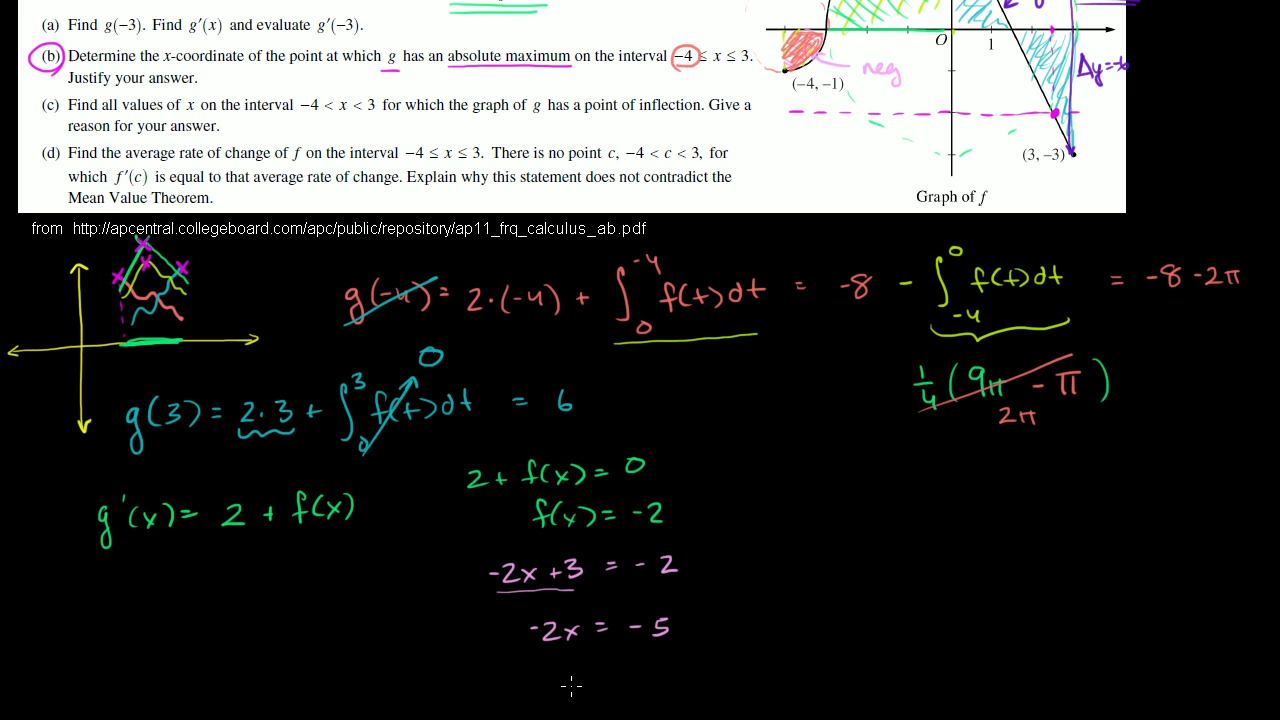 (a) Find g(−3). Find g′(x) and evaluate g′(−3).
(b) Determine the x-coordinate of the point at which g has an absolute maximum on the interval −4 ≤ x ≤ 3.
Justify your answer.
(c) Find all values of x on the interval −4 < x < 3 for which the graph of g has a point of inflection. Give a
reason for your answer.
(d) Find the average rate of change of f on the interval −4 ≤ x ≤ 3. There is no point c, −4 < c < 3, for
which f′(c) is equal to that average rate of change. Explain why this statement does not contradict the
Mean Value Theorem.
O
1
neg
Δy=
(−4, −1)
(3, −3)
Graph of f
from http://apcentral.collegeboard.com/apc/public/repository/ap11_frq_calculus_ab.pdf
g(-4) = 2·(-4) + ∫₀⁻⁴ f(t)dt = -8 - ∫₋₄⁰ f(t)dt = -8 -2π
1/4 (9π - π)
2π
g(3) = 2·3 + ∫₀³ f(t)dt = 6
0
2 + f(x) = 0
g'(x) = 2 + f(x)
f(x) = -2
-2x +3 = -2
-2x = -5